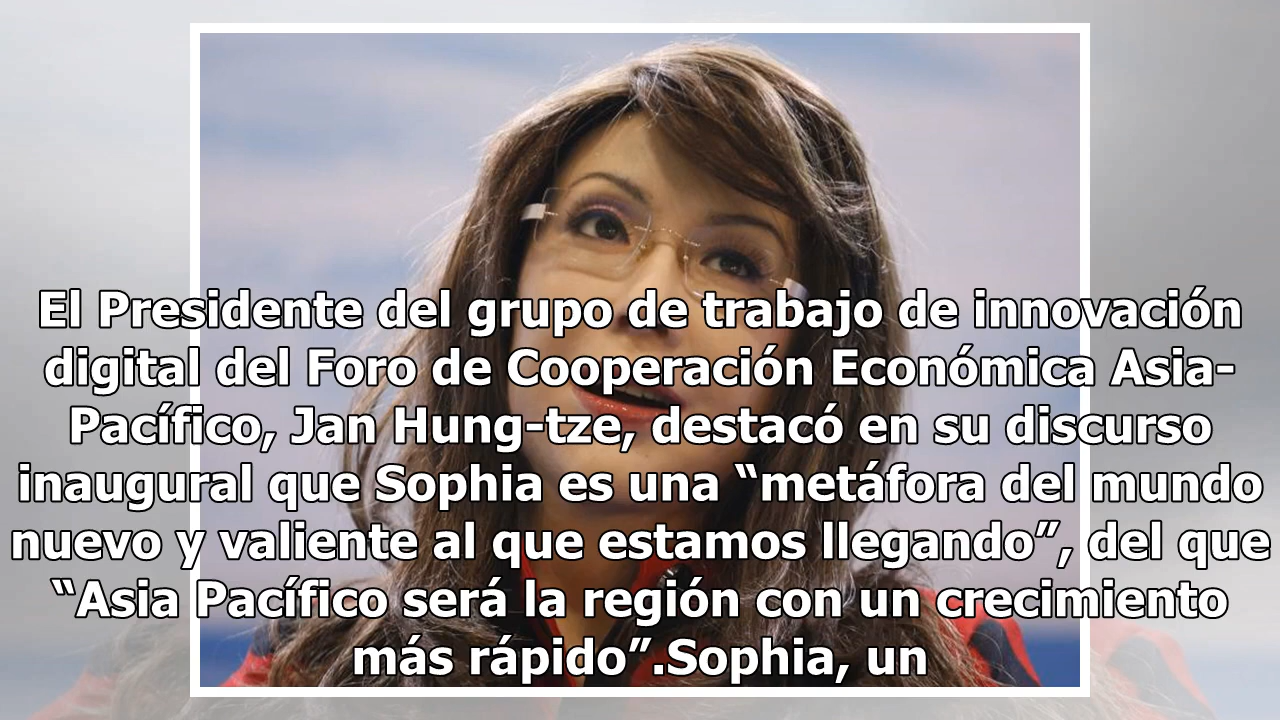 El Presidente del grupo de trabajo de innovación
digital del Foro de Cooperación Económica Asia-
Pacífico, Jan Hung-tze, destacó en su discurso
inaugural que Sophia es una “metáfora del mundo
nuevo y valiente al que estamos llegando”, del que
“Asia Pacífico será la región con un crecimiento
más rápido”.Sophia, un